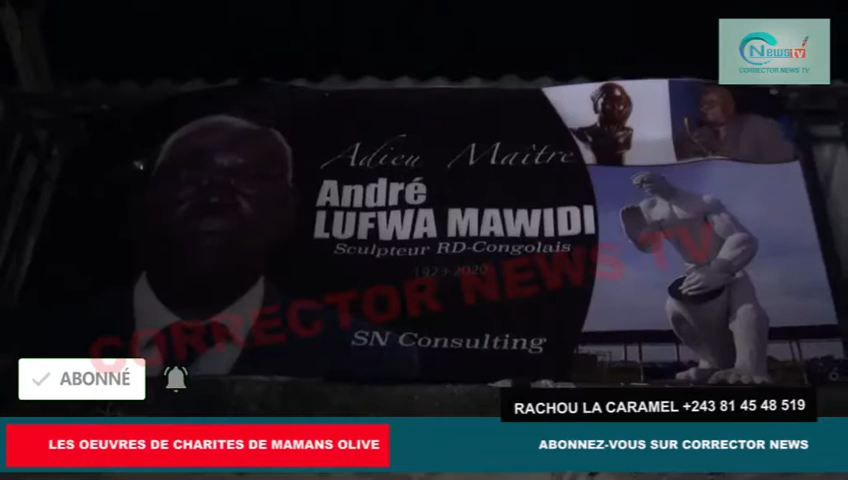 NEWSTV
CORRECTOR NEWS TV
Adieu Maître
André
LUFWA MAWIDI
Sculpteur RD-Congolais
1923-2020
CORRECTOR NEWS TV
SN Consulting
ABONNÉ
RACHOU LA CARAMEL +243 81 45 48 519
LES OEUVRES DE CHARITES DE MAMANS OLIVE
ABONNEZ-VOUS SUR CORRECTOR NEWS